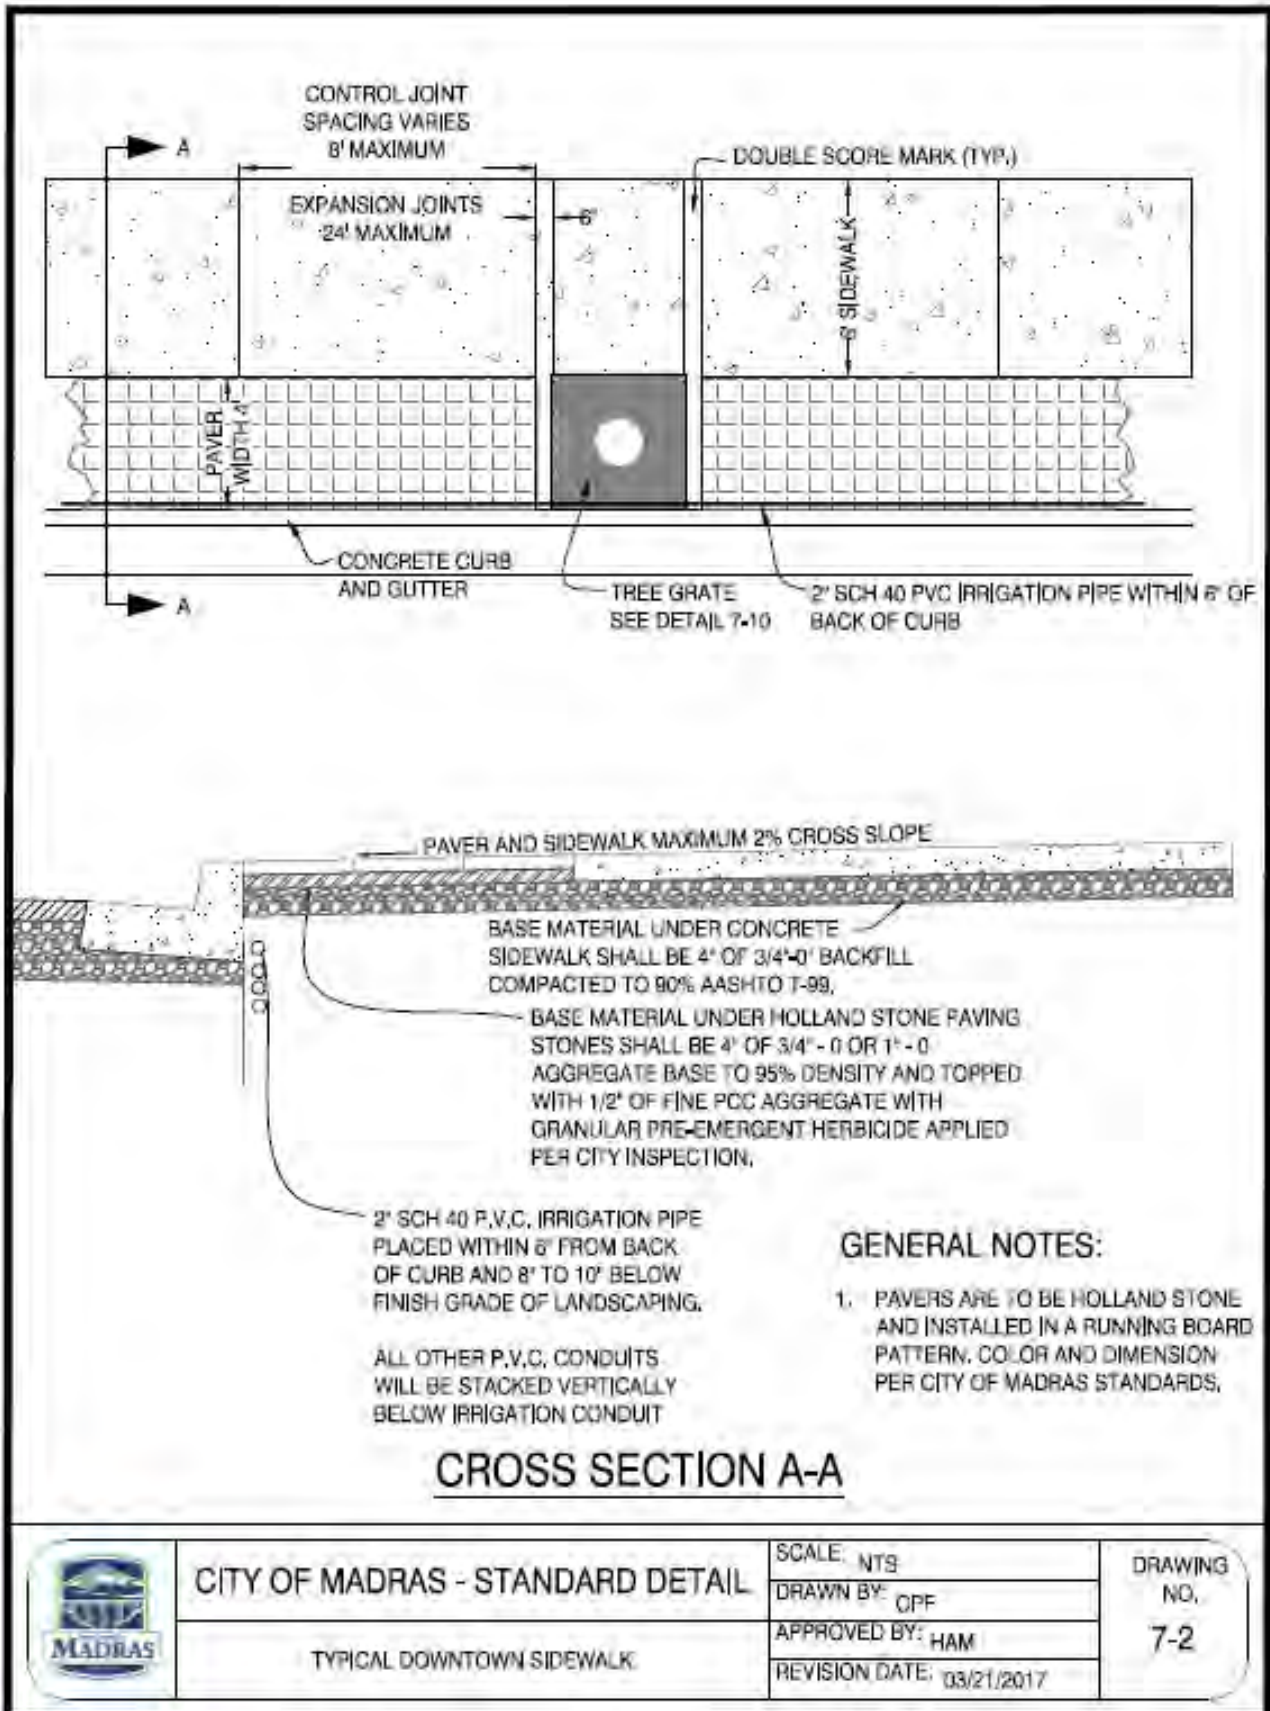 CONTROL JOINT
SPACING VARIES
8' MAXIMUM
A
DOUBLE SCORE MARK (TYP.)
EXPANSION JOINTS
24' MAXIMUM
6"
6' SIDEWALK
PAVER
WIDTH 4'
CONCRETE CURB
AND GUTTER
A
TREE GRATE
SEE DETAIL 7-10
2" SCH 40 PVC IRRIGATION PIPE WITHIN 6" OF
BACK OF CURB
PAVER AND SIDEWALK MAXIMUM 2% CROSS SLOPE
BASE MATERIAL UNDER CONCRETE
SIDEWALK SHALL BE 4" OF 3/4"-0" BACKFILL
COMPACTED TO 90% AASHTO T-99.
BASE MATERIAL UNDER HOLLAND STONE PAVING
STONES SHALL BE 4" OF 3/4" - 0 OR 1" - 0
AGGREGATE BASE TO 95% DENSITY AND TOPPED
WITH 1/2" OF FINE PCC AGGREGATE WITH
GRANULAR PRE-EMERGENT HERBICIDE APPLIED
PER CITY INSPECTION.
2" SCH 40 P.V.C. IRRIGATION PIPE
PLACED WITHIN 6" FROM BACK
OF CURB AND 8" TO 10" BELOW
FINISH GRADE OF LANDSCAPING.
ALL OTHER P.V.C. CONDUITS
WILL BE STACKED VERTICALLY
BELOW IRRIGATION CONDUIT
GENERAL NOTES:
1. PAVERS ARE TO BE HOLLAND STONE
AND INSTALLED IN A RUNNING BOARD
PATTERN. COLOR AND DIMENSION
PER CITY OF MADRAS STANDARDS.
CROSS SECTION A-A
MADRAS
CITY OF MADRAS - STANDARD DETAIL
TYPICAL DOWNTOWN SIDEWALK
SCALE: NTS
DRAWN BY: CPF
APPROVED BY: HAM
REVISION DATE: 03/21/2017
DRAWING
NO.
7-2